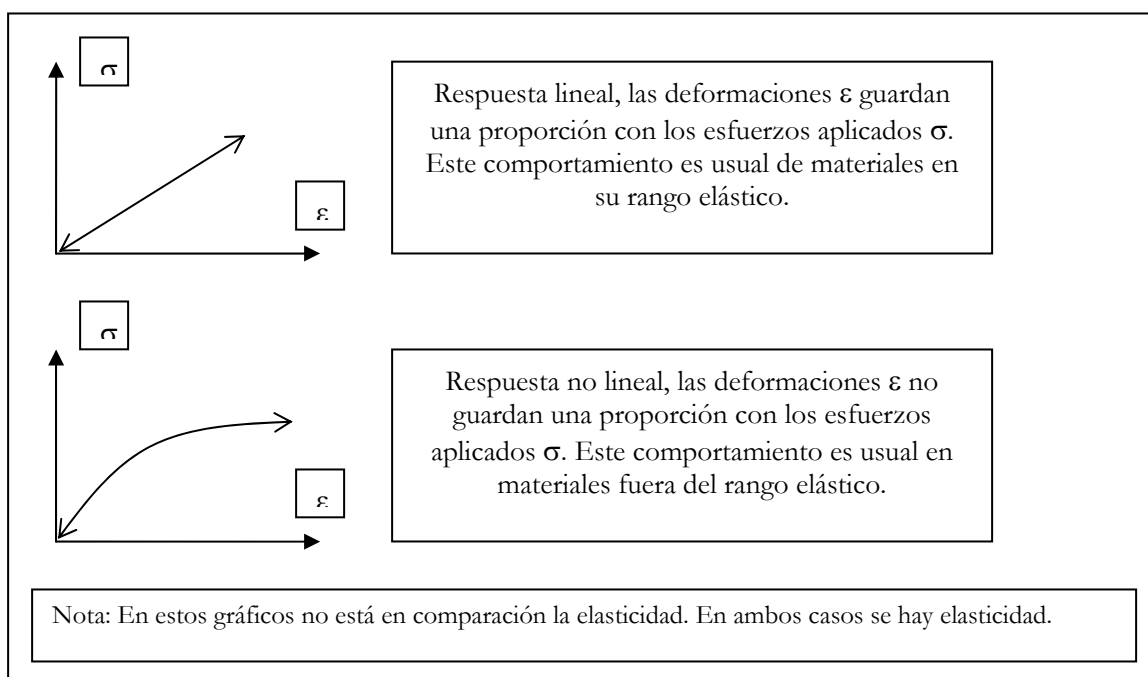 σ
Respuesta lineal, las deformaciones ε guardan
una proporción con los esfuerzos
aplicados σ.
Este comportamiento es usual de materiales en
su rango elástico.
ε
σ
Respuesta no lineal, las deformaciones ε no
guardan una proporción con los esfuerzos
aplicados σ. Este comportamiento es usual en
materiales fuera del rango elástico.
ε
Nota: En estos gráficos no está en comparación la elasticidad. En ambos casos se hay elasticidad.